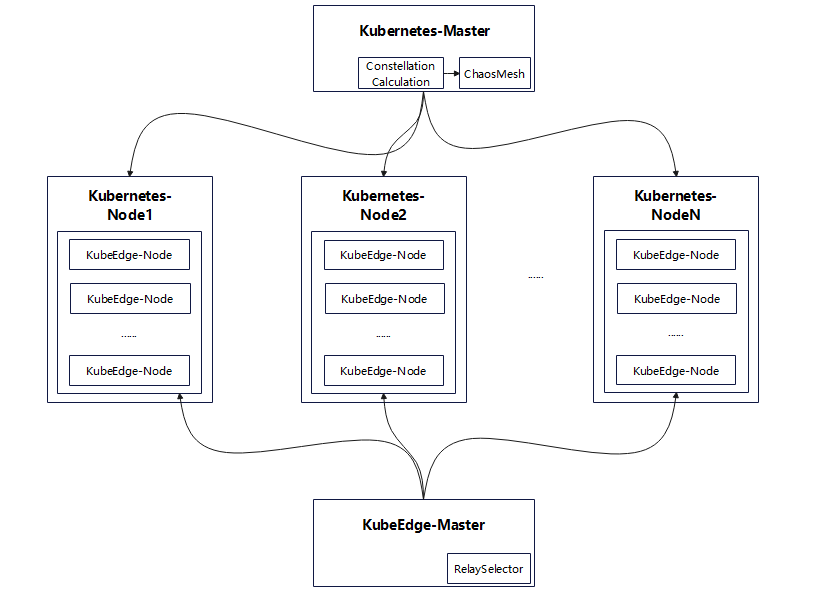 Kubernetes-Master
Constellation
Calculation
ChaosMesh
Kubernetes-
Node1
KubeEdge-Node
KubeEdge-Node
......
KubeEdge-Node
Kubernetes-
Node2
KubeEdge-Node
KubeEdge-Node
......
KubeEdge-Node
......
Kubernetes-
NodeN
KubeEdge-Node
KubeEdge-Node
......
KubeEdge-Node
KubeEdge-Master
RelaySelector